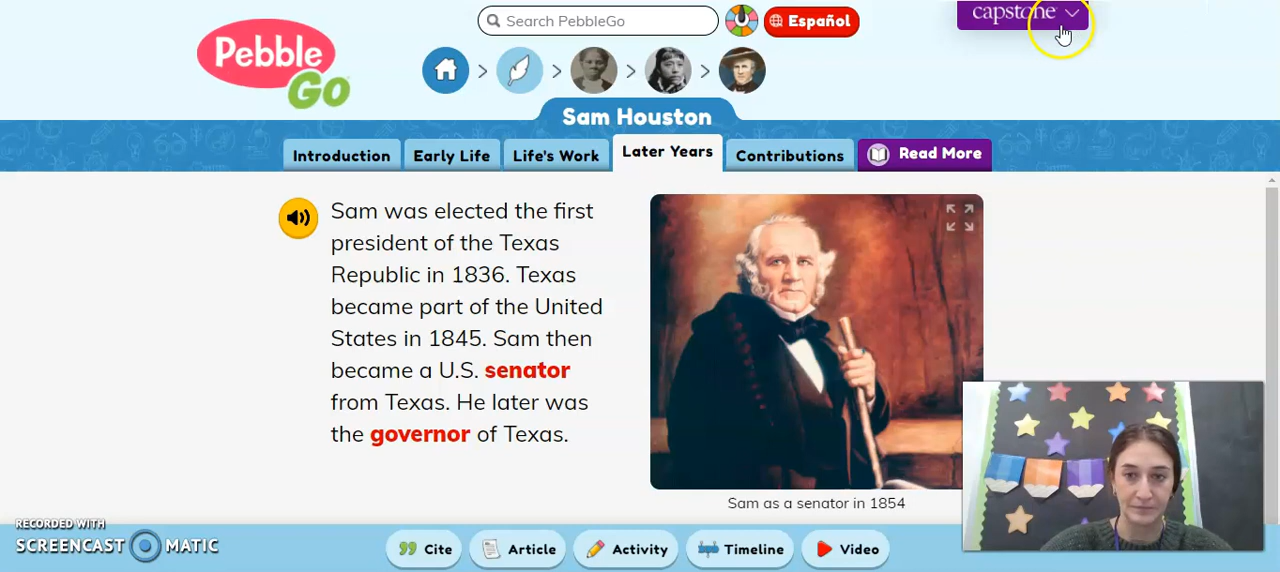 Search PebbleGo
Español
capstone
Pebble
Go
Sam Houston
Introduction
Early Life
Life's Work
Later Years
Contributions
Read More
Sam was elected the first
president of the Texas
Republic in 1836. Texas
became part of the United
States in 1845. Sam then
became a U.S. senator
from Texas. He later was
the governor of Texas.
Sam as a senator in 1854
RECORDED WITH
SCREENCAST MATIC
Cite
Article
Activity
Timeline
Video